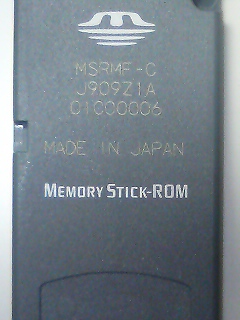 MSRMF-C
J909Z1A
01000006
MADE IN JAPAN
MEMORY STICK-ROM